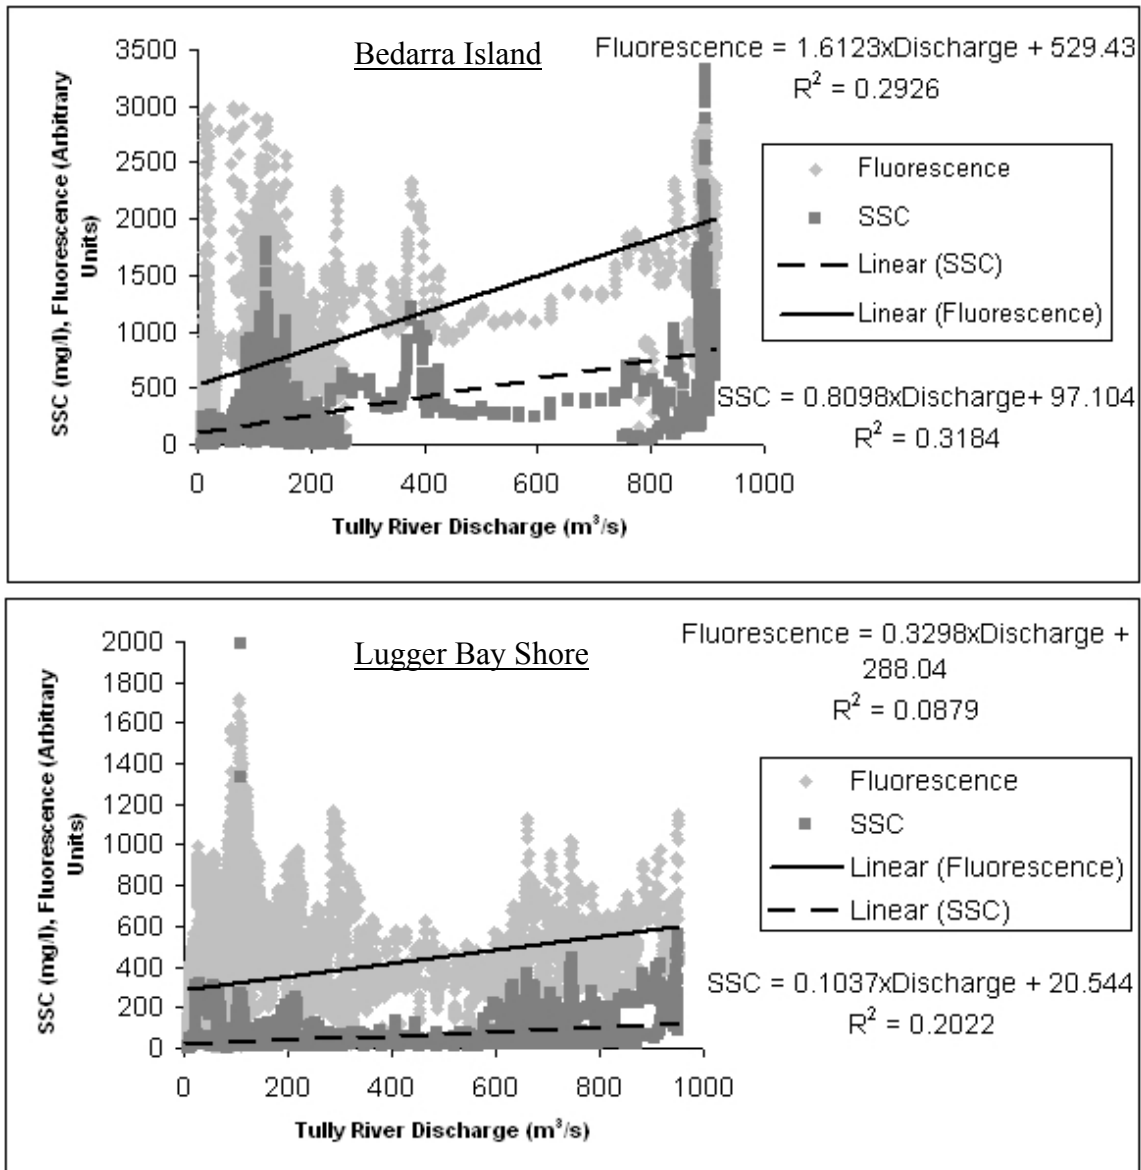 Bedarra Island
Fluorescence = 1.6123xDischarge + 529.43
R² = 0.2926
SSC (mg/l), Fluorescence (Arbitrary
Units)
3500
3000
2500
2000
1500
1000
500
0
Fluorescence
SSC
Linear (SSC)
Linear (Fluorescence)
SSC = 0.8098xDischarge+ 97.104
R² = 0.3184
0 200 400 600 800 1000
Tully River Discharge (m³/s)
Lugger Bay Shore
Fluorescence = 0.3298xDischarge +
288.04
R² = 0.0879
SSC (mg/l), Fluorescence (Arbitrary
Units)
2000
1800
1600
1400
1200
1000
800
600
400
200
0
Fluorescence
SSC
Linear (Fluorescence)
Linear (SSC)
SSC = 0.1037xDischarge + 20.544
R² = 0.2022
0 200 400 600 800 1000
Tully River Discharge (m³/s)